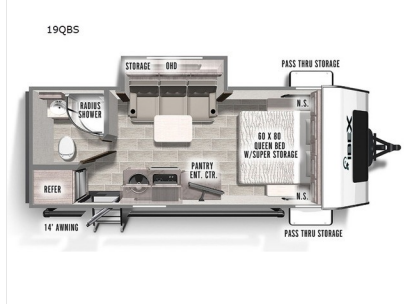 19QBS
PASS THRU STORAGE
STORAGE
OHD
RADIUS
SHOWER
N.S.
60 X 80
QUEEN BED
W/SUPER STORAGE
PANTRY
ENT. CTR.
REFER
N.S.
14' AWNING
PASS THRU STORAGE